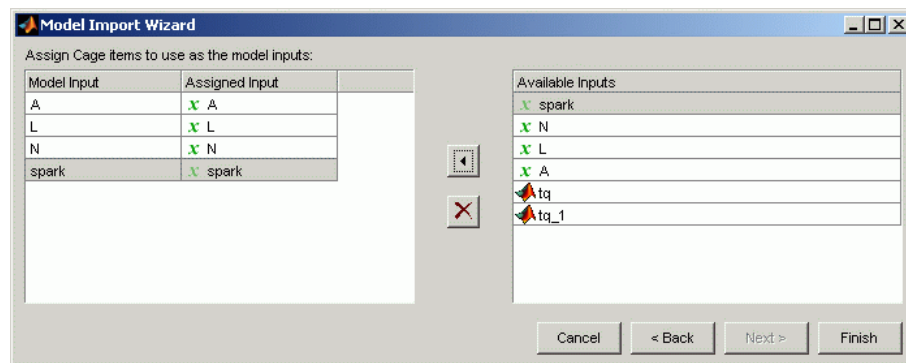 Model Import Wizard
Assign Cage items to use as the model inputs:
Model Input Assigned Input
A x A
L x L
N x N
spark x spark
Available Inputs
x spark
x N
x L
x A
tq
tq_1
Cancel < Back Next > Finish